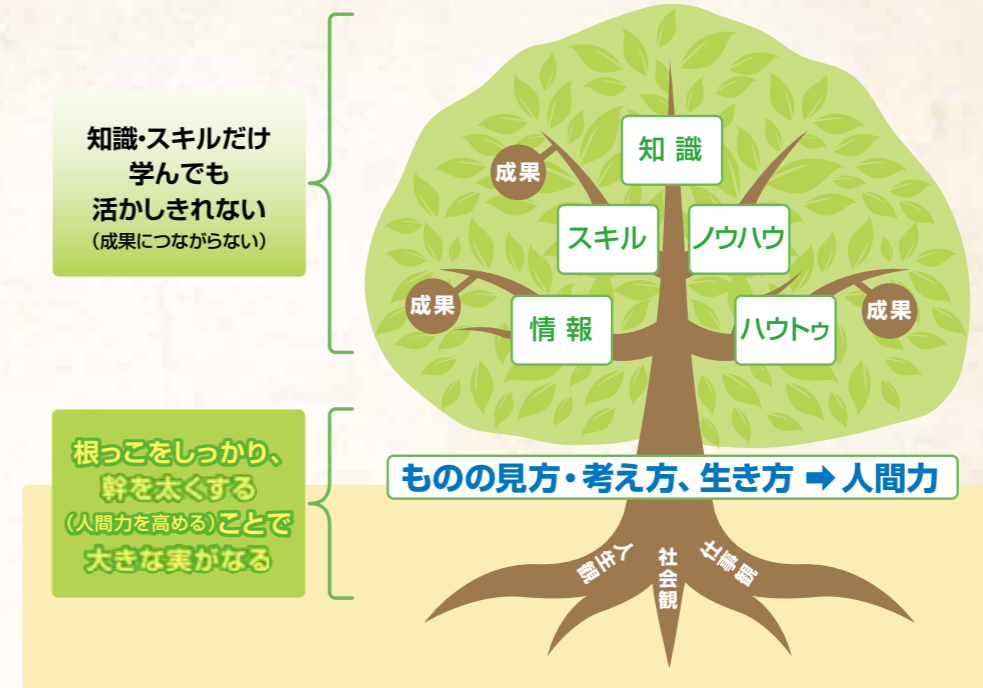 知識・スキルだけ
学んでも
活かしきれない
（成果につながらない）
根っこをしっかり、
幹を太くする
（人間力を高める）ことで
大きな実がなる
知 識
成果
スキル
ノウハウ
成果
情 報
ハウトゥ
成果
ものの見方・考え方、生き方 ➡ 人間力
人生観
社会観
仕事観